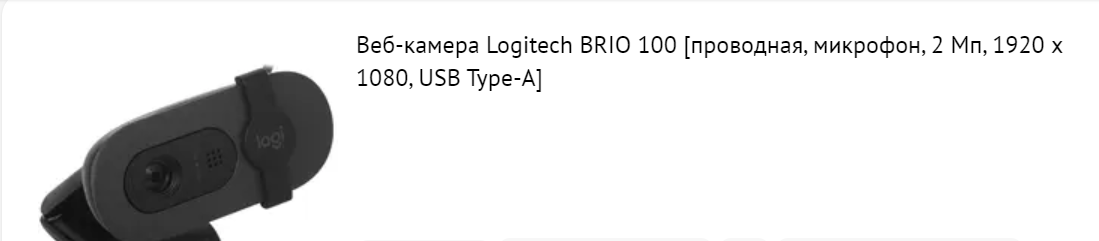 Веб-камера Logitech BRIO 100 [проводная, микрофон, 2 Мп, 1920 x
1080, USB Type-A]
logi